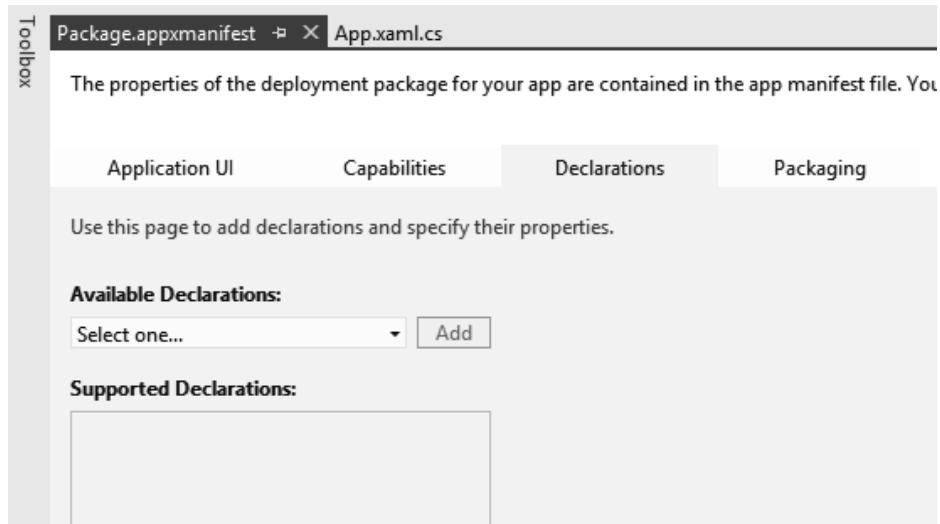 Toolbox
Package.appxmanifest App.xaml.cs
The properties of the deployment package for your app are contained in the app manifest file. You
Application UI Capabilities Declarations Packaging
Use this page to add declarations and specify their properties.
Available Declarations:
Select one... Add
Supported Declarations: